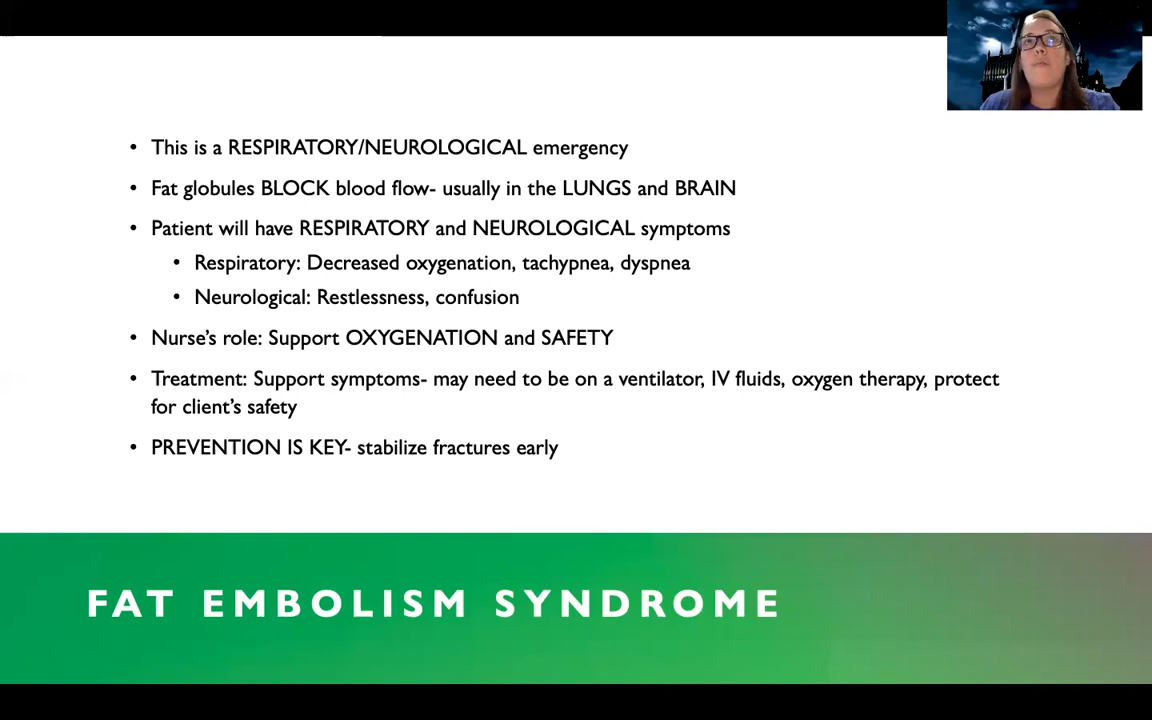 • This is a RESPIRATORY/NEUROLOGICAL emergency
• Fat globules BLOCK blood flow- usually in the LUNGS and BRAIN
• Patient will have RESPIRATORY and NEUROLOGICAL symptoms
• Respiratory: Decreased oxygenation, tachypnea, dyspnea
• Neurological: Restlessness, confusion
• Nurse’s role: Support OXYGENATION and SAFETY
• Treatment: Support symptoms- may need to be on a ventilator, IV fluids, oxygen therapy, protect
for client’s safety
• PREVENTION IS KEY- stabilize fractures early
FAT EMBOLISM SYNDROME